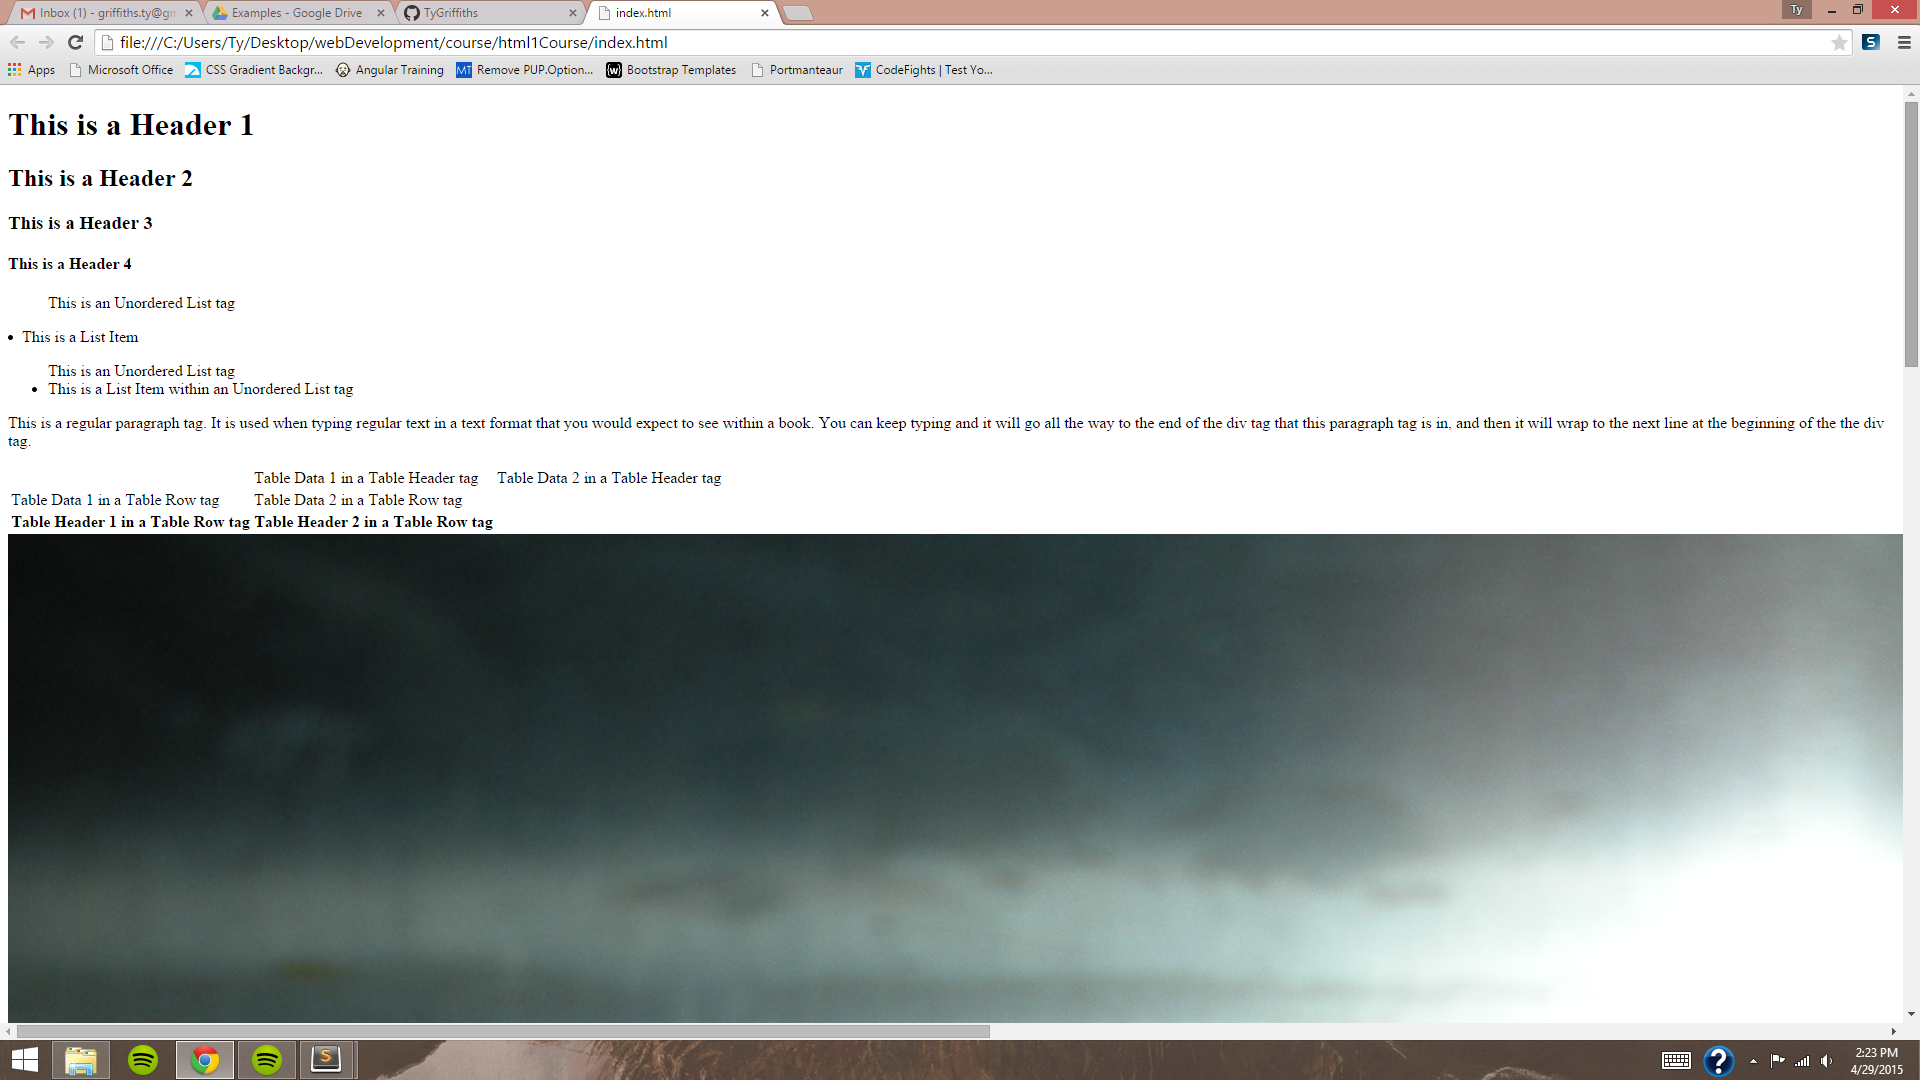 Inbox (1) - griffiths.ty@gm
Examples - Google Drive
TyGriffiths
index.html
Ty
file:///C:/Users/Ty/Desktop/webDevelopment/course/html1Course/index.html
S
Apps
Microsoft Office
CSS Gradient Backgr...
Angular Training
MT Remove PUP.Option...
W Bootstrap Templates
Portmanteaur
CodeFights | Test Yo...
This is a Header 1
This is a Header 2
This is a Header 3
This is a Header 4
This is an Unordered List tag
• This is a List Item
This is an Unordered List tag
• This is a List Item within an Unordered List tag
This is a regular paragraph tag. It is used when typing regular text in a text format that you would expect to see within a book. You can keep typing and it will go all the way to the end of the div tag that this paragraph tag is in, and then it will wrap to the next line at the beginning of the the div
tag.
Table Data 1 in a Table Header tag Table Data 2 in a Table Header tag
Table Data 1 in a Table Row tag Table Data 2 in a Table Row tag
Table Header 1 in a Table Row tag Table Header 2 in a Table Row tag
S
?
2:23 PM
4/29/2015